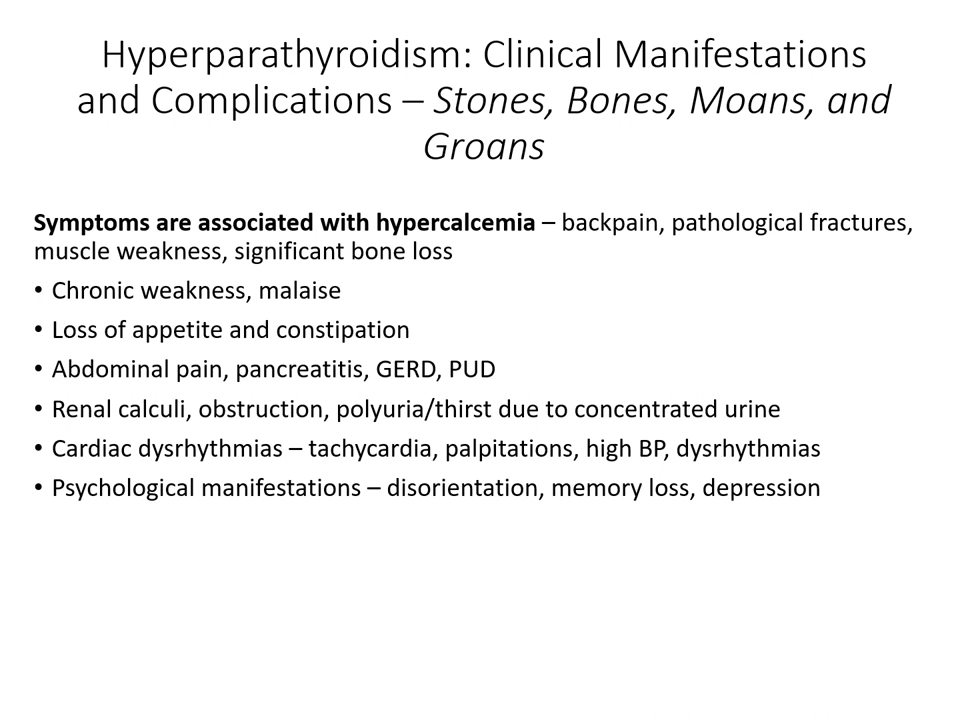 Hyperparathyroidism: Clinical Manifestations
and Complications – Stones, Bones, Moans, and
Groans
Symptoms are associated with hypercalcemia – backpain, pathological fractures,
muscle weakness, significant bone loss
• Chronic weakness, malaise
• Loss of appetite and constipation
• Abdominal pain, pancreatitis, GERD, PUD
• Renal calculi, obstruction, polyuria/thirst due to concentrated urine
• Cardiac dysrhythmias – tachycardia, palpitations, high BP, dysrhythmias
• Psychological manifestations – disorientation, memory loss, depression